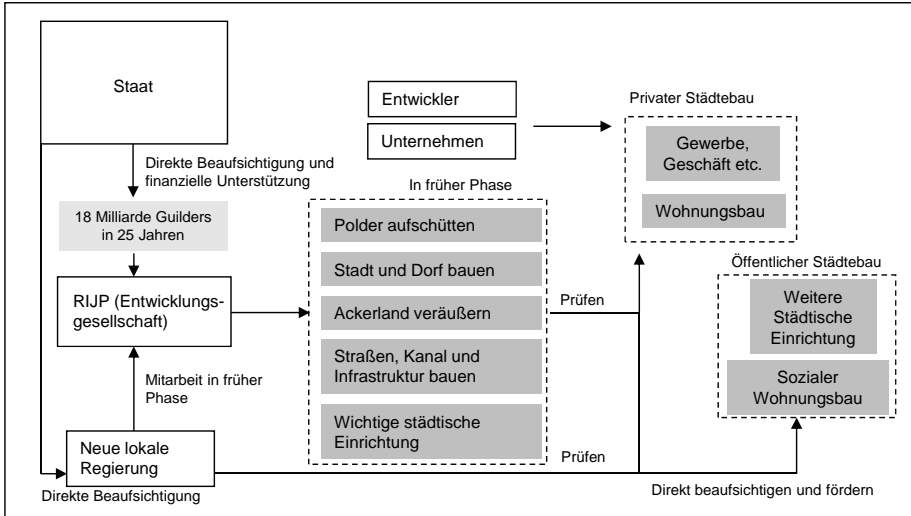 Staat
Direkte Beaufsichtigung und
finanzielle Unterstützung
18 Milliarde Guilders
in 25 Jahren
RIJP (Entwicklungs-
gesellschaft)
Mitarbeit in früher
Phase
Neue lokale
Regierung
Direkte Beaufsichtigung
Entwickler
Unternehmen
In früher Phase
Polder aufschütten
Stadt und Dorf bauen
Ackerland veräußern
Straßen, Kanal und
Infrastruktur bauen
Wichtige städtische
Einrichtung
Prüfen
Prüfen
Privater Städtebau
Gewerbe,
Geschäft etc.
Wohnungsbau
Öffentlicher Städtebau
Weitere
Städtische
Einrichtung
Sozialer
Wohnungsbau
Direkt beaufsichtigen und fördern